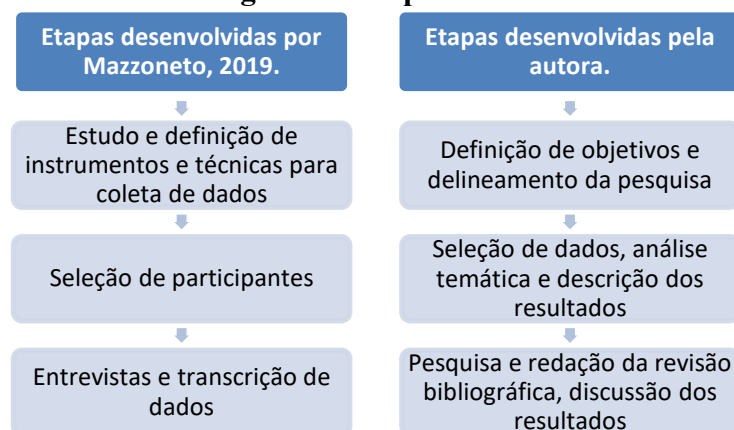 Etapas desenvolvidas por
Mazzoneto, 2019.
Estudo e definição de
instrumentos e técnicas para
coleta de dados
Seleção de participantes
Entrevistas e transcrição de
dados
Etapas desenvolvidas pela
autora.
Definição de objetivos e
delineamento da pesquisa
Seleção de dados, análise
temática e descrição dos
resultados
Pesquisa e redação da revisão
bibliográfica, discussão dos
resultados